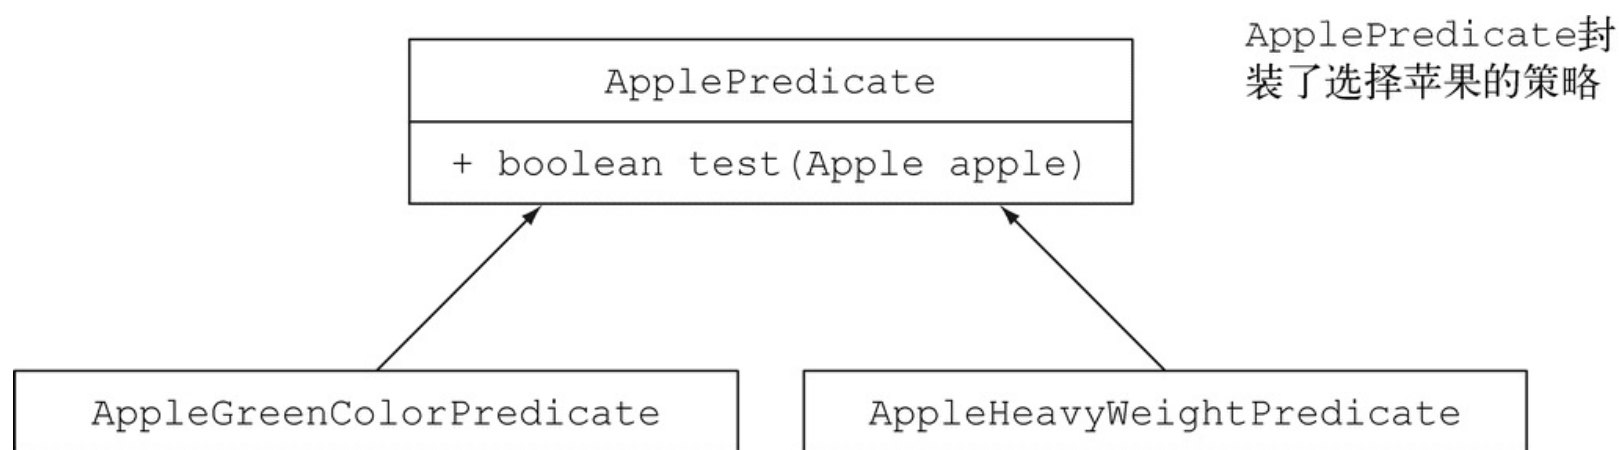 ApplePredicate封
装了选择苹果的策略
ApplePredicate
+ boolean test(Apple apple)
AppleGreenColorPredicate
AppleHeavyWeightPredicate